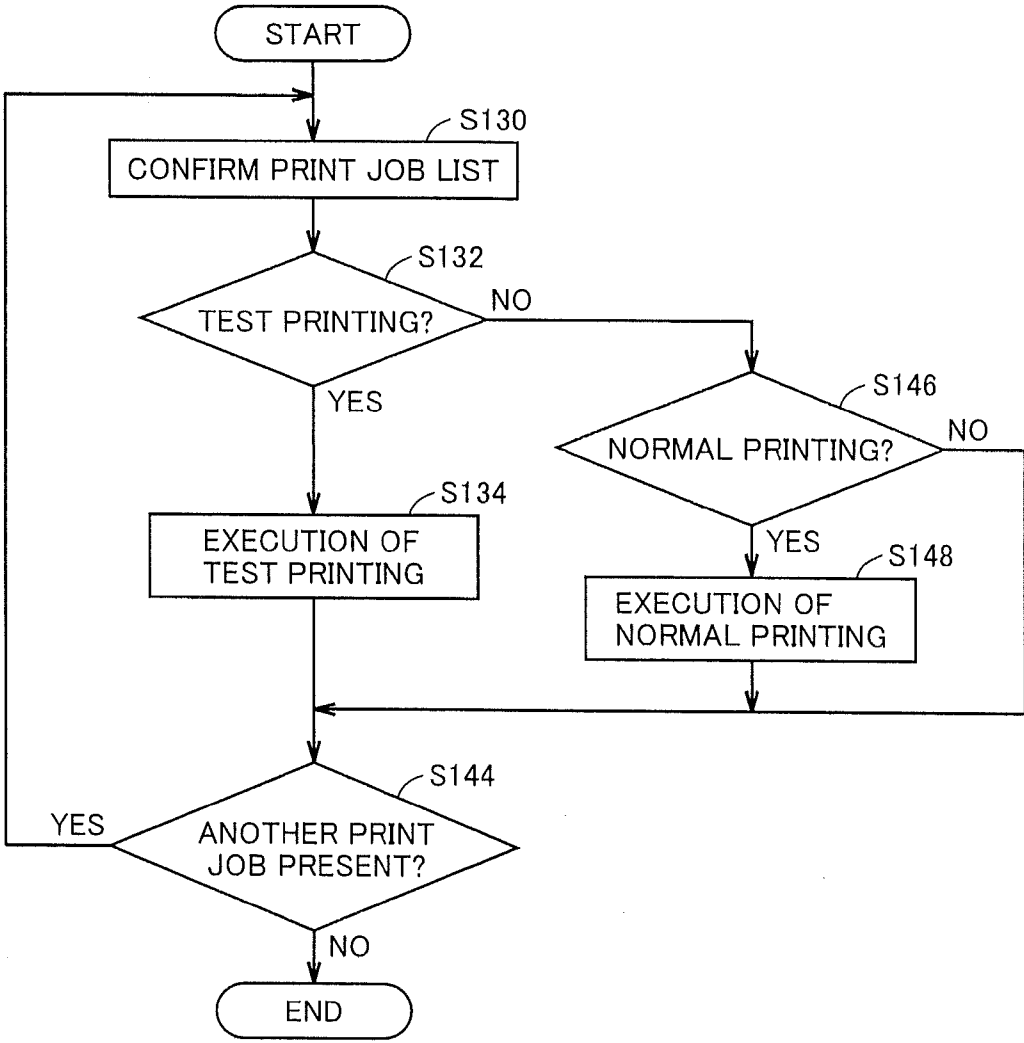 START
S130
CONFIRM PRINT JOB LIST
S132
TEST PRINTING?
NO
YES
S146
NORMAL PRINTING?
NO
YES
S134
EXECUTION OF
TEST PRINTING
S148
EXECUTION OF
NORMAL PRINTING
S144
ANOTHER PRINT
JOB PRESENT?
YES
NO
END